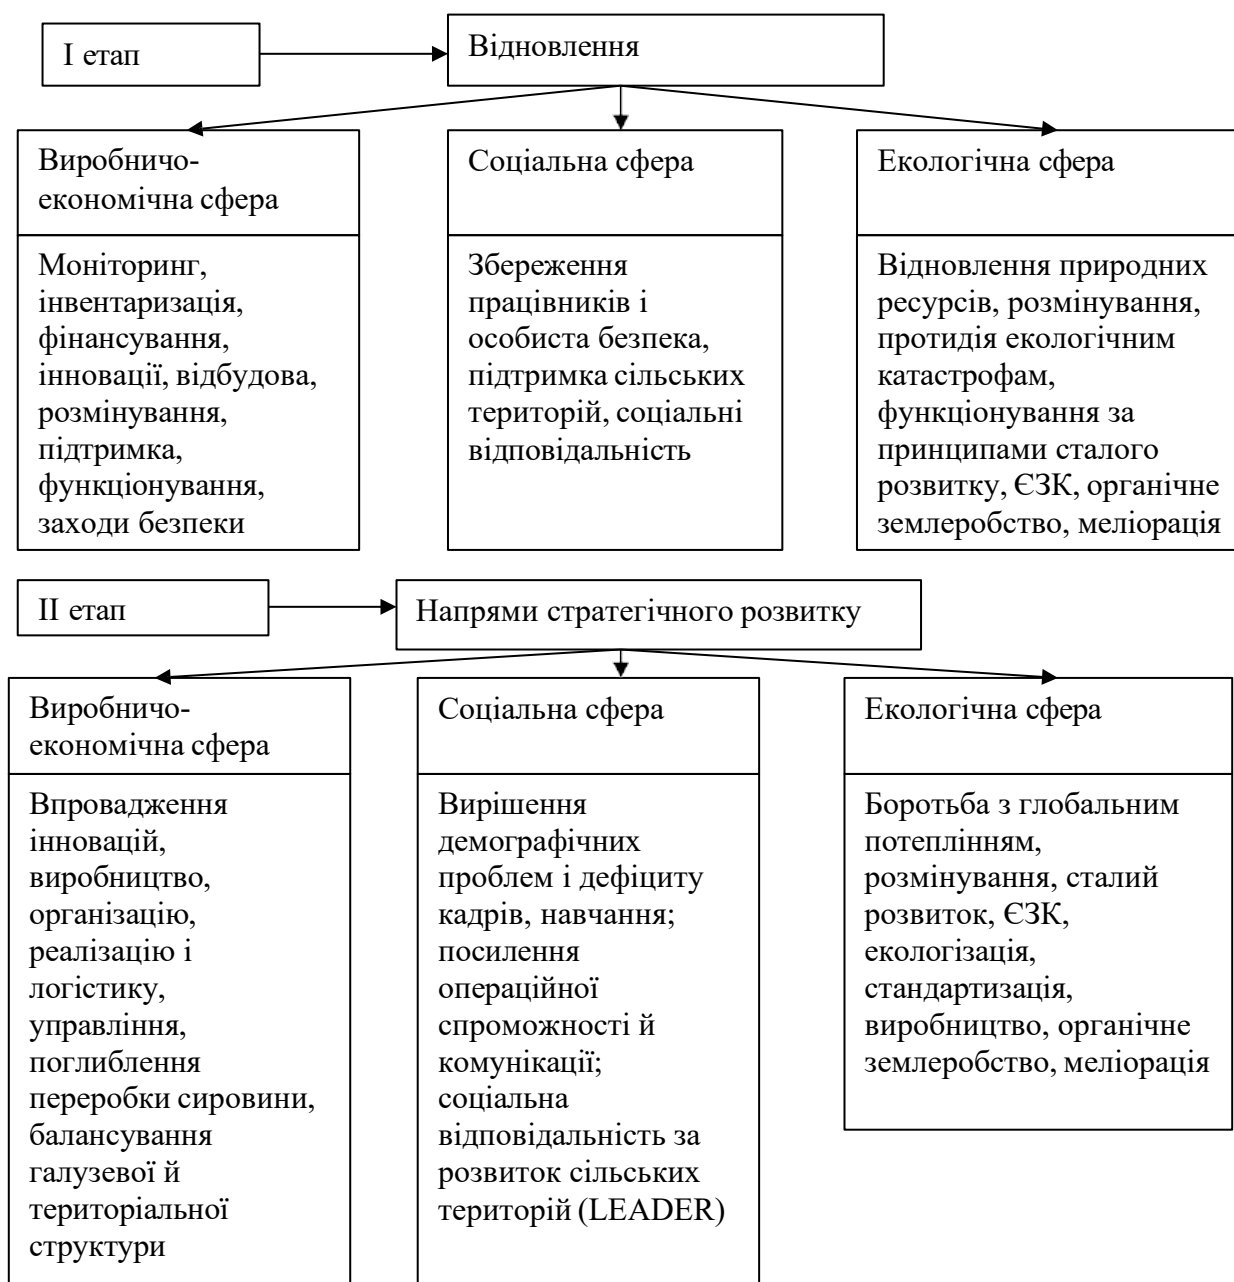 І етап
Відновлення
Виробничо-
економічна сфера
Соціальна сфера
Екологічна сфера
Моніторинг,
інвентаризація,
фінансування,
інновації, відбудова,
розмінування,
підтримка,
функціонування,
заходи безпеки
Збереження
працівників і
особиста безпека,
підтримка сільських
територій, соціальні
відповідальність
Відновлення природних
ресурсів, розмінування,
протидія екологічним
катастрофам,
функціонування за
принципами сталого
розвитку, ЄЗК, органічне
землеробство, меліорація
ІІ етап
Напрями стратегічного розвитку
Виробничо-
економічна сфера
Соціальна сфера
Екологічна сфера
Впровадження
інновацій,
виробництво,
організацію,
реалізацію і
логістику,
управління,
поглиблення
переробки сировини,
балансування
галузевої й
територіальної
структури
Вирішення
демографічних
проблем і дефіциту
кадрів, навчання;
посилення
операційної
спроможності й
комунікації;
соціальна
відповідальність за
розвиток сільських
територій (LEADER)
Боротьба з глобальним
потеплінням,
розмінування, сталий
розвиток, ЄЗК,
екологізація,
стандартизація,
виробництво, органічне
землеробство, меліорація